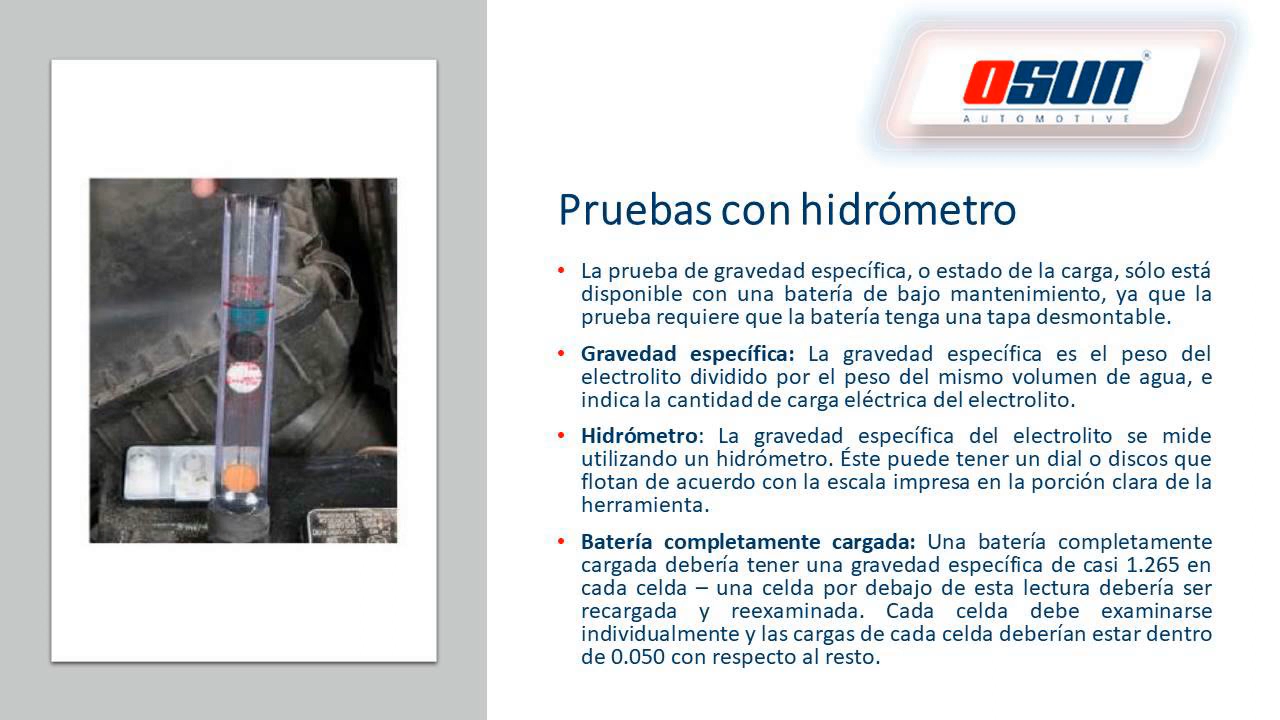 OSUN
AUTOMOTIVE
Pruebas con hidrómetro
• La prueba de gravedad específica, o estado de la carga, sólo está
disponible con una batería de bajo mantenimiento, ya que la
prueba requiere que la batería tenga una tapa desmontable.
• Gravedad específica: La gravedad específica es el peso del
electrolito dividido por el peso del mismo volumen de agua, e
indica la cantidad de carga eléctrica del electrolito.
• Hidrómetro: La gravedad específica del electrolito se mide
utilizando un hidrómetro. Éste puede tener un dial o discos que
flotan de acuerdo con la escala impresa en la porción clara de la
herramienta.
• Batería completamente cargada: Una batería completamente
cargada debería tener una gravedad específica de casi 1.265 en
cada celda – una celda por debajo de esta lectura debería ser
recargada y reexaminada. Cada celda debe examinarse
individualmente y las cargas de cada celda deberían estar dentro
de 0.050 con respecto al resto.